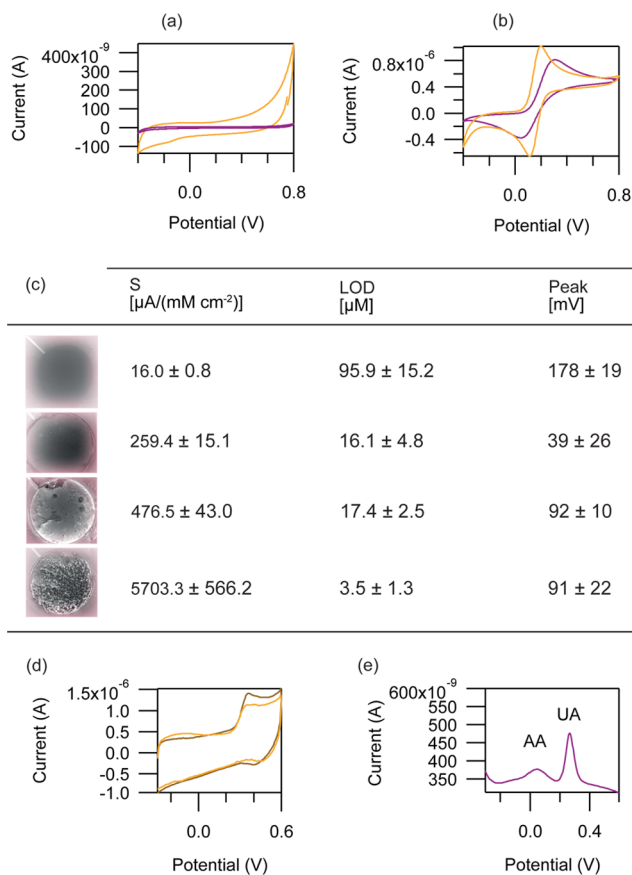 (a)
Current (A)
400x10⁻⁹
300
200
100
0
-100
0.0
0.8
Potential (V)
(b)
Current (A)
0.8x10⁻⁶
0.4
0.0
-0.4
0.0
0.8
Potential (V)
(c)
S LOD Peak
[µA/(mM cm⁻²)] [µM] [mV]
16.0 ± 0.8 95.9 ± 15.2 178 ± 19
259.4 ± 15.1 16.1 ± 4.8 39 ± 26
476.5 ± 43.0 17.4 ± 2.5 92 ± 10
5703.3 ± 566.2 3.5 ± 1.3 91 ± 22
(d)
Current (A)
1.5x10⁻⁶
1.0
0.5
0.0
-0.5
-1.0
0.0
0.6
Potential (V)
(e)
Current (A)
600x10⁻⁹
550
500
450
400
350
AA
UA
0.0
0.4
Potential (V)